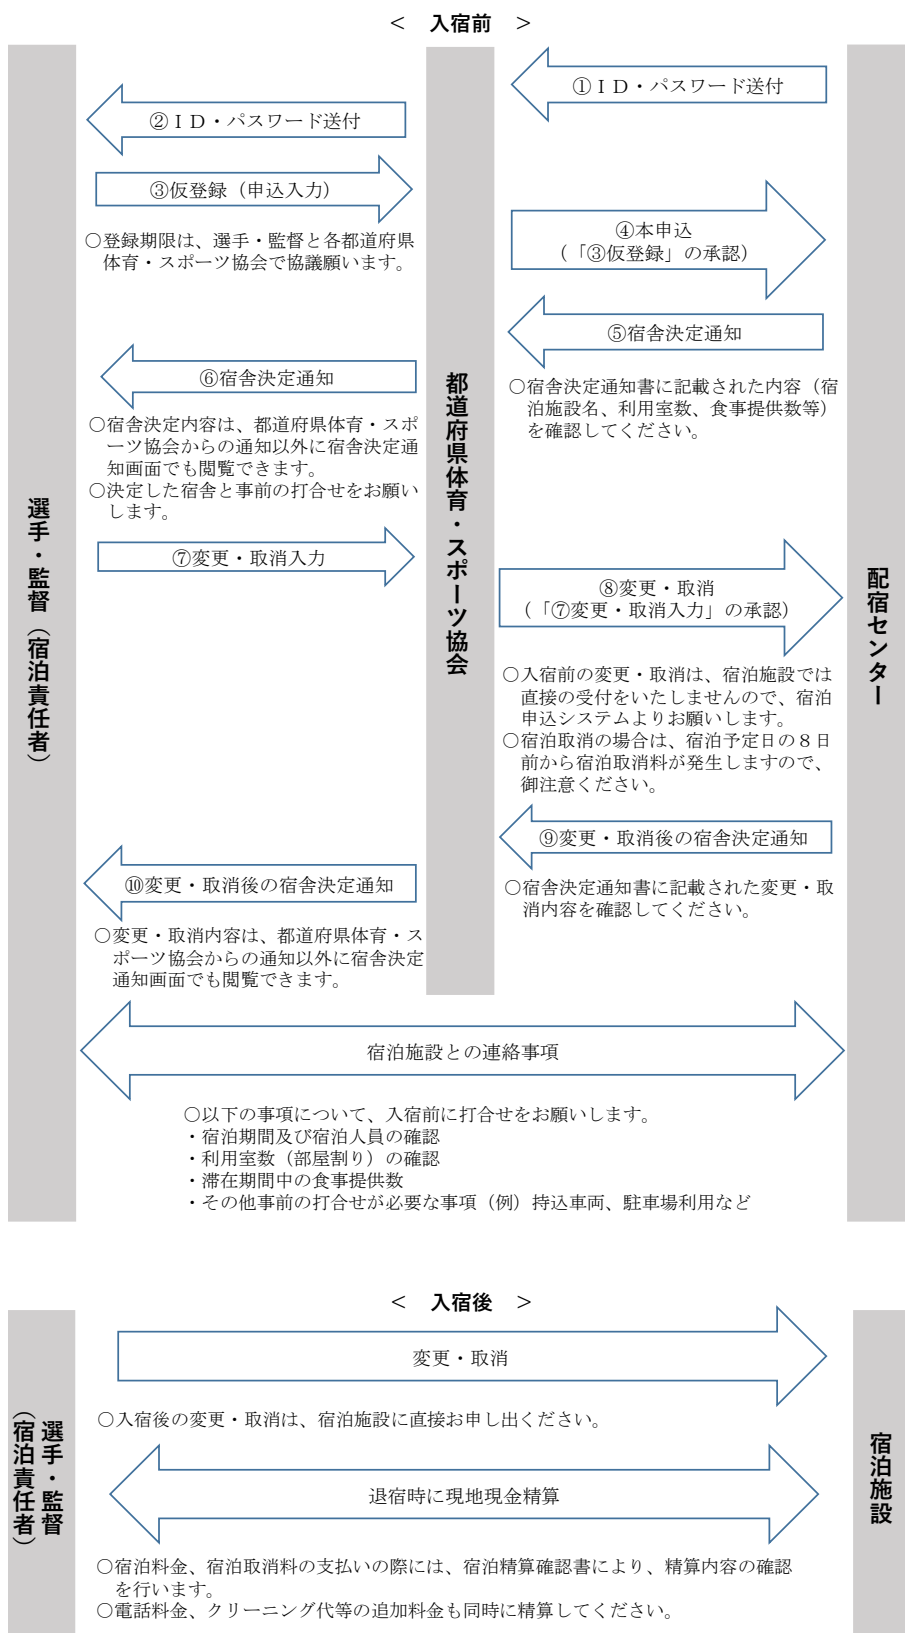 ＜　入宿前　＞
①ＩＤ・パスワード送付
②ＩＤ・パスワード送付
③仮登録（申込入力）
○登録期限は、選手・監督と各都道府県
体育・スポーツ協会で協議願います。
④本申込
（「③仮登録」の承認）
⑤宿舎決定通知
○宿舎決定通知書に記載された内容（宿
泊施設名、利用室数、食事提供数等）
を確認してください。
⑥宿舎決定通知
○宿舎決定内容は、都道府県体育・スポ
ーツ協会からの通知以外に宿舎決定通
知画面でも閲覧できます。
○決定した宿舎と事前の打合せをお願い
します。
⑦変更・取消入力
⑧変更・取消
（「⑦変更・取消入力」の承認）
○入宿前の変更・取消は、宿泊施設では
直接の受付をいたしませんので、宿泊
申込システムよりお願いします。
○宿泊取消の場合は、宿泊予定日の８日
前から宿泊取消料が発生しますので、
御注意ください。
⑨変更・取消後の宿舎決定通知
○宿舎決定通知書に記載された変更・取
消内容を確認してください。
⑩変更・取消後の宿舎決定通知
○変更・取消内容は、都道府県体育・ス
ポーツ協会からの通知以外に宿舎決定
通知画面でも閲覧できます。
選手・監督（宿泊責任者）
都道府県体育・スポーツ協会
配宿センター
宿泊施設との連絡事項
○以下の事項について、入宿前に打合せをお願いします。
・宿泊期間及び宿泊人員の確認
・利用室数（部屋割り）の確認
・滞在期間中の食事提供数
・その他事前の打合せが必要な事項（例）持込車両、駐車場利用など
＜　入宿後　＞
選手・監督
（宿泊責任者）
宿泊施設
変更・取消
○入宿後の変更・取消は、宿泊施設に直接お申し出ください。
退宿時に現地現金精算
○宿泊料金、宿泊取消料の支払いの際には、宿泊精算確認書により、精算内容の確認
を行います。
○電話料金、クリーニング代等の追加料金も同時に精算してください。